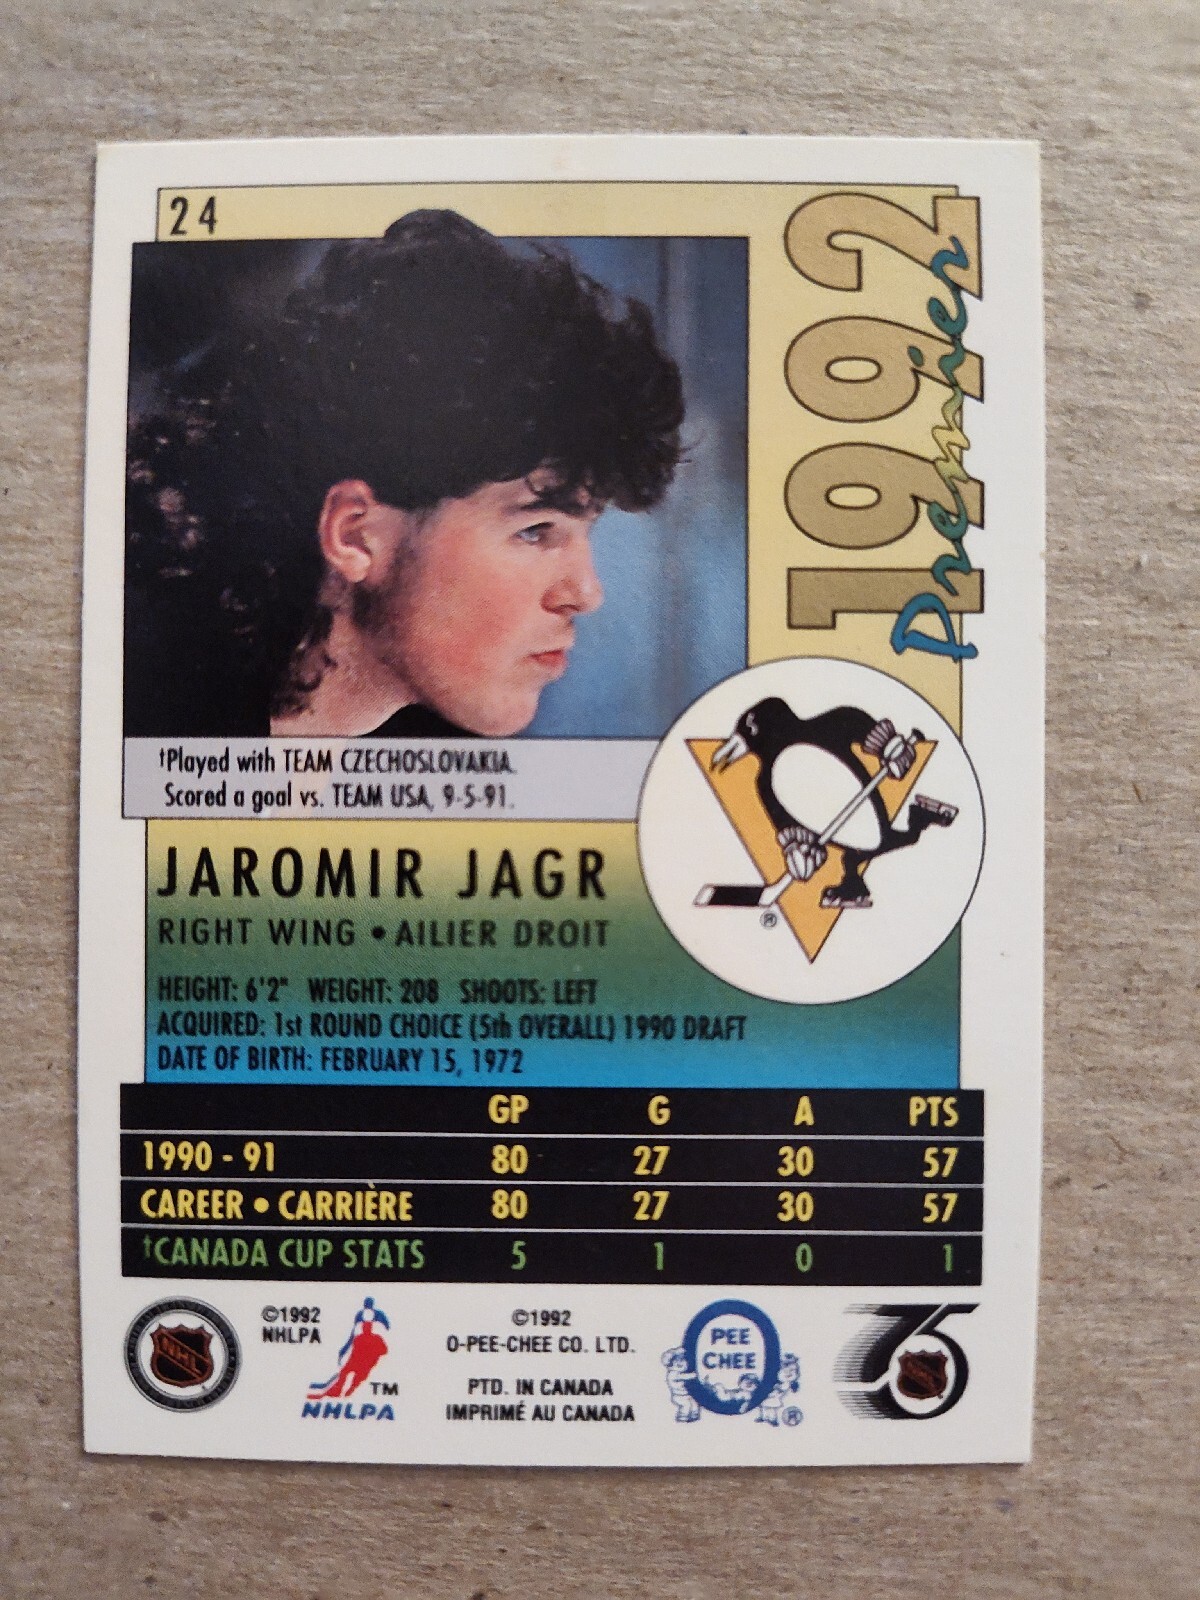 24
1992
Premier
†Played with TEAM CZECHOSLOVAKIA.
Scored a goal vs. TEAM USA, 9-5-91.
JAROMIR JAGR
RIGHT WING • AILIER DROIT
®
HEIGHT: 6'2" WEIGHT: 208 SHOOTS: LEFT
ACQUIRED: 1st ROUND CHOICE (5th OVERALL) 1990 DRAFT
DATE OF BIRTH: FEBRUARY 15, 1972
GP G A PTS
1990 - 91 80 27 30 57
CAREER • CARRIÈRE 80 27 30 57
†CANADA CUP STATS 5 1 0 1
NHL
©1992
NHLPA
TM
NHLPA
©1992
O-PEE-CHEE CO. LTD.
PTD. IN CANADA
IMPRIMÉ AU CANADA
O
PEE
CHEE
®
75